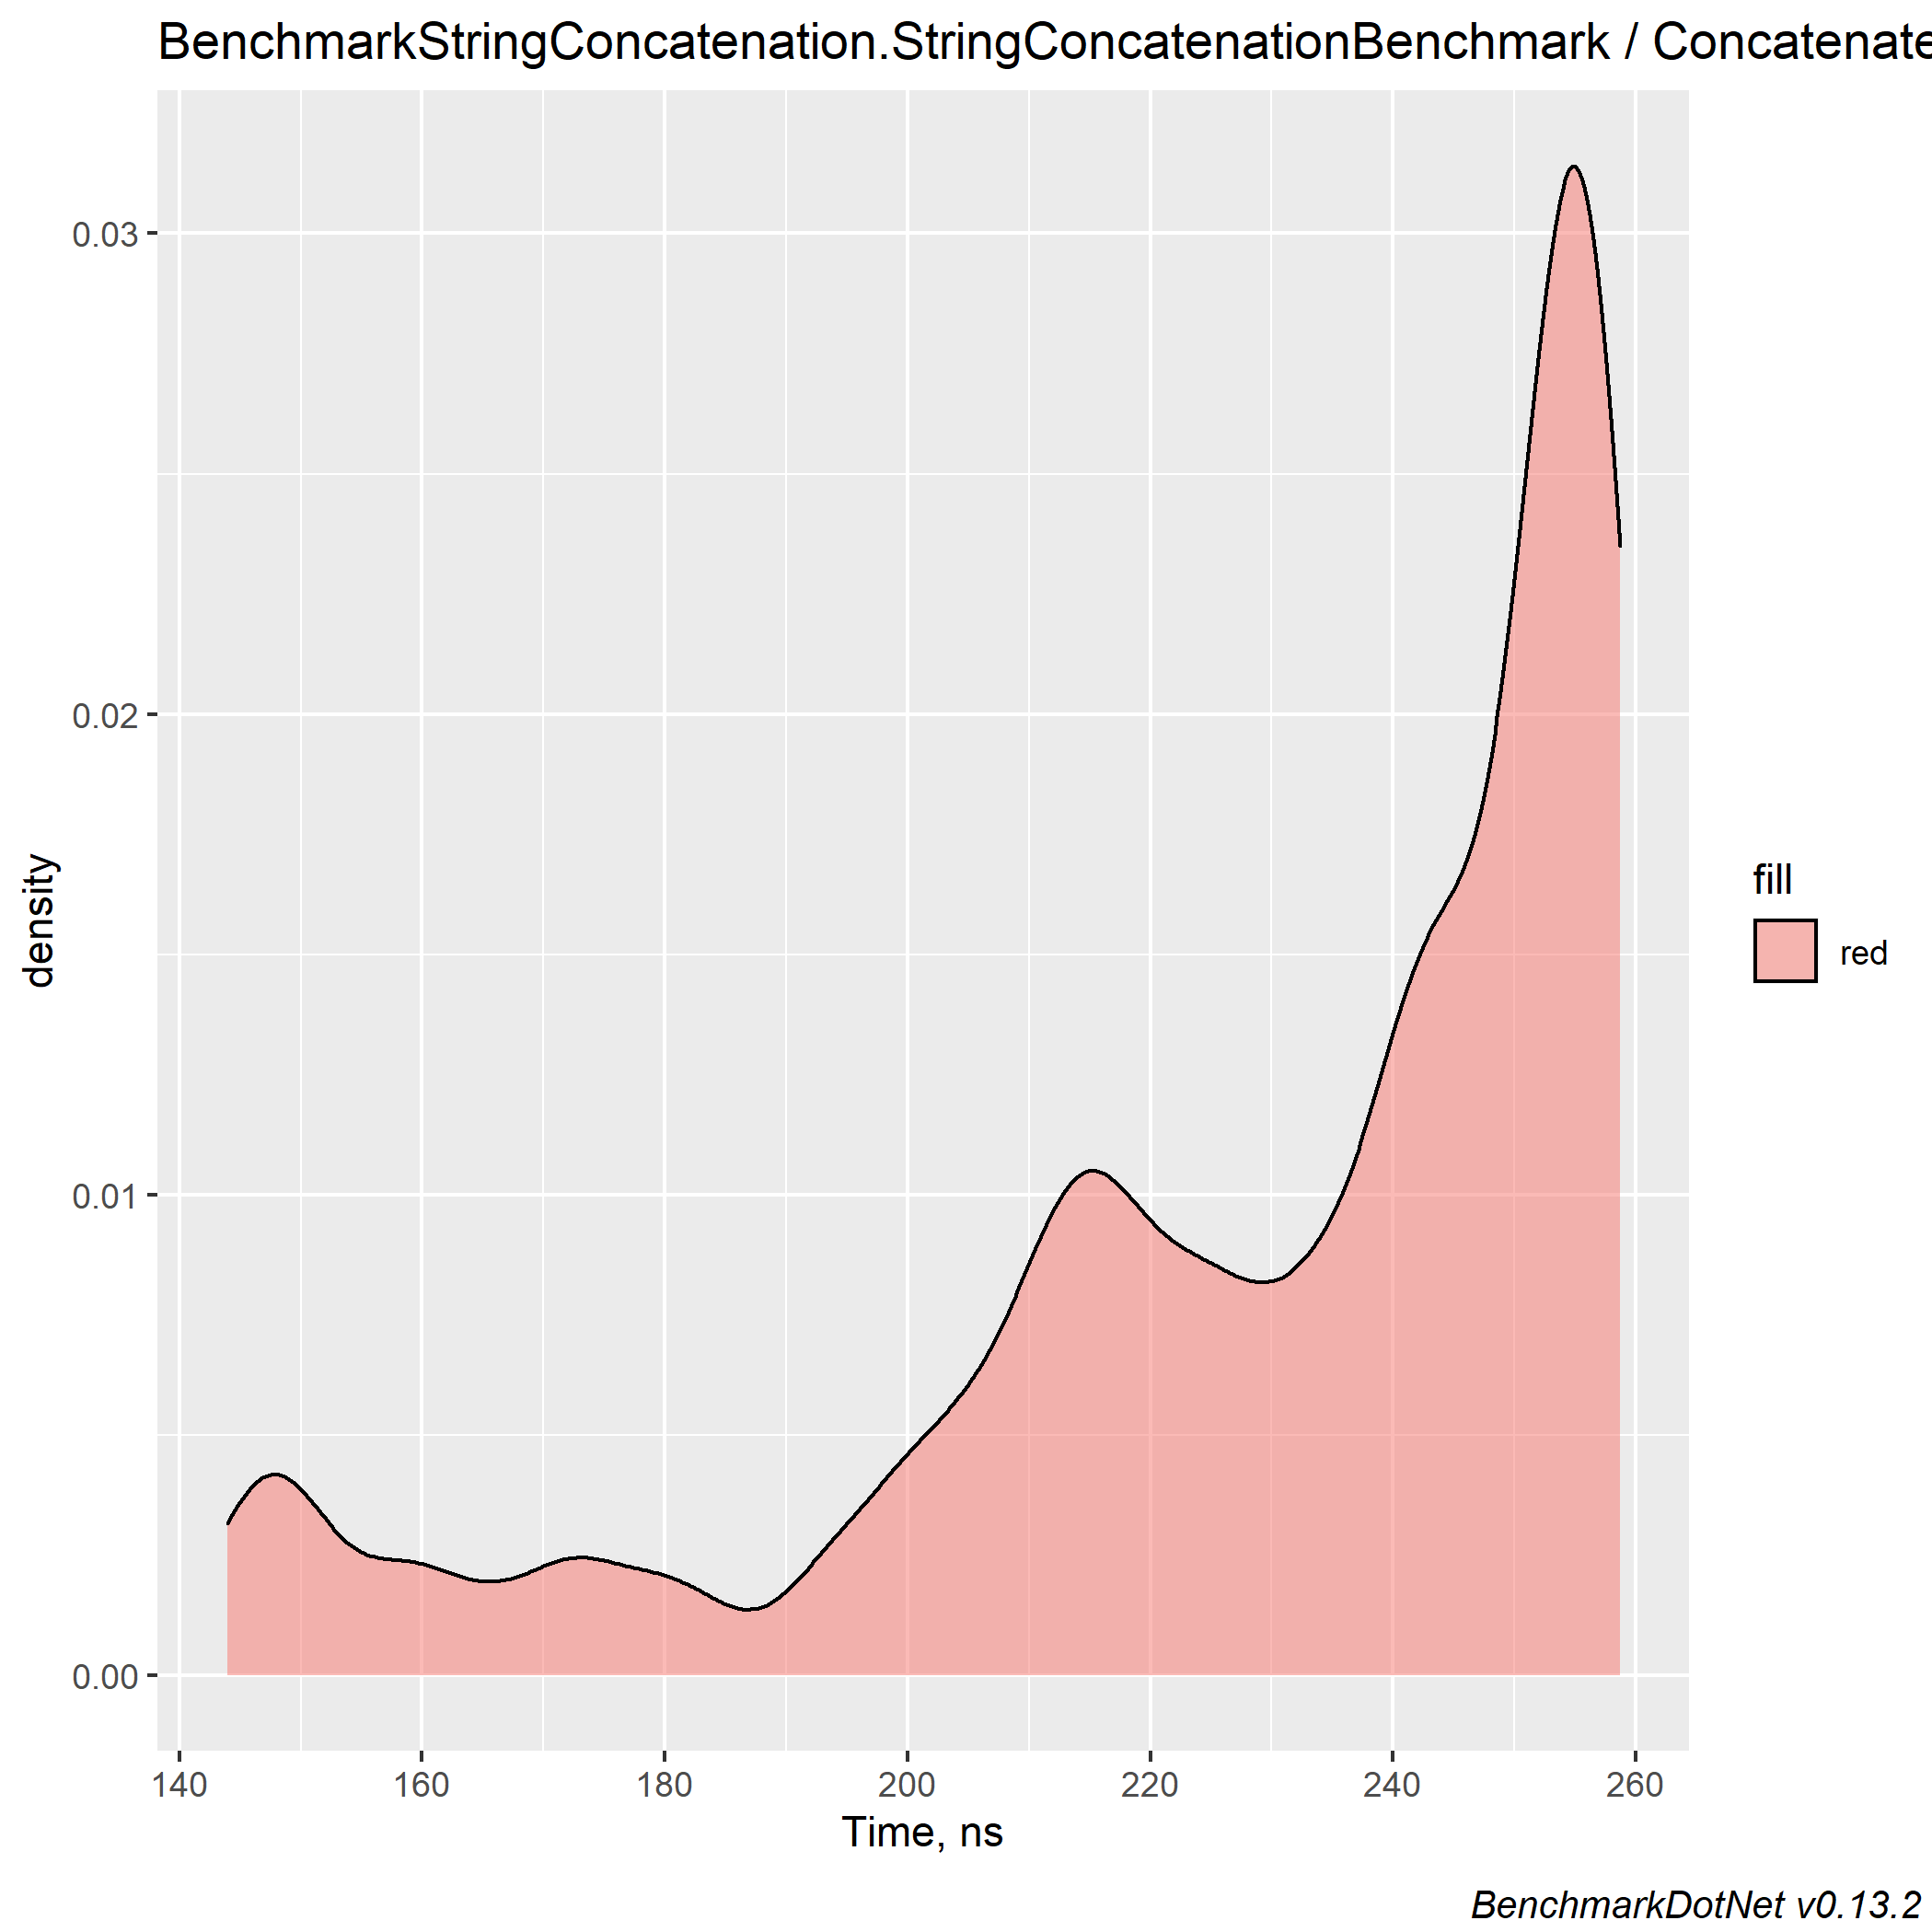 BenchmarkStringConcatenation.StringConcatenationBenchmark / Concatenate
0.03
0.02
0.01
0.00
density
140 160 180 200 220 240 260
Time, ns
fill
red
BenchmarkDotNet v0.13.2